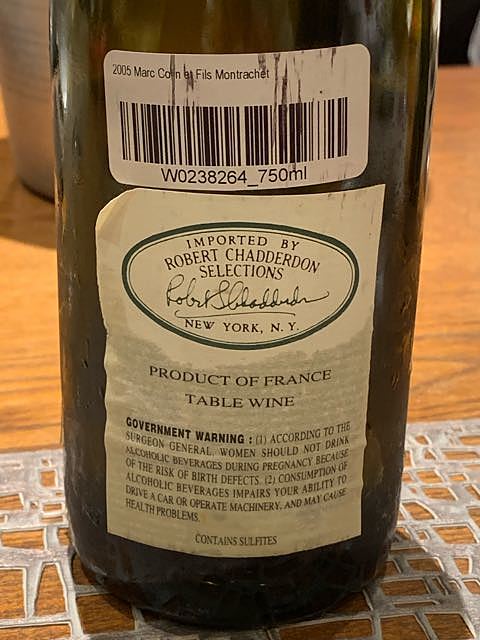 2005 Marc Colin et Fils Montrachet
W0238264_750ml
IMPORTED BY
ROBERT CHADDERDON
SELECTIONS
Robert Chadderdon
NEW YORK, N.Y.
PRODUCT OF FRANCE
TABLE WINE
GOVERNMENT WARNING : (1) ACCORDING TO THE
SURGEON GENERAL, WOMEN SHOULD NOT DRINK
ALCOHOLIC BEVERAGES DURING PREGNANCY BECAUSE
OF THE RISK OF BIRTH DEFECTS. (2) CONSUMPTION OF
ALCOHOLIC BEVERAGES IMPAIRS YOUR ABILITY TO
DRIVE A CAR OR OPERATE MACHINERY, AND MAY CAUSE
HEALTH PROBLEMS.
CONTAINS SULFITES